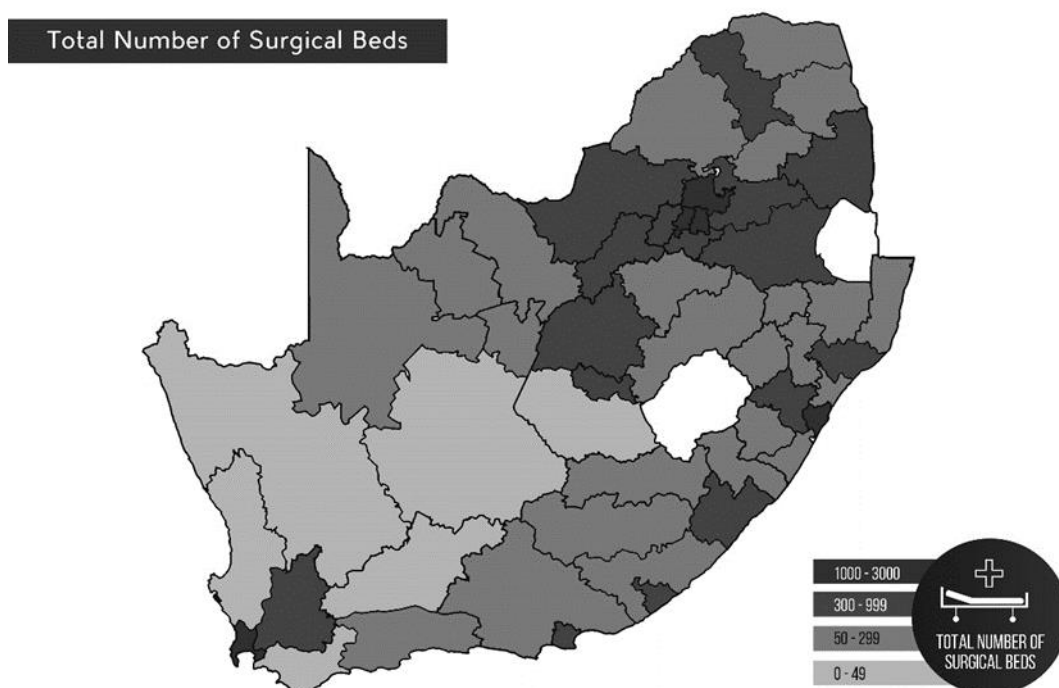 Total Number of Surgical Beds
1000 - 3000
300 - 999
50 - 299
0 - 49
TOTAL NUMBER OF
SURGICAL BEDS